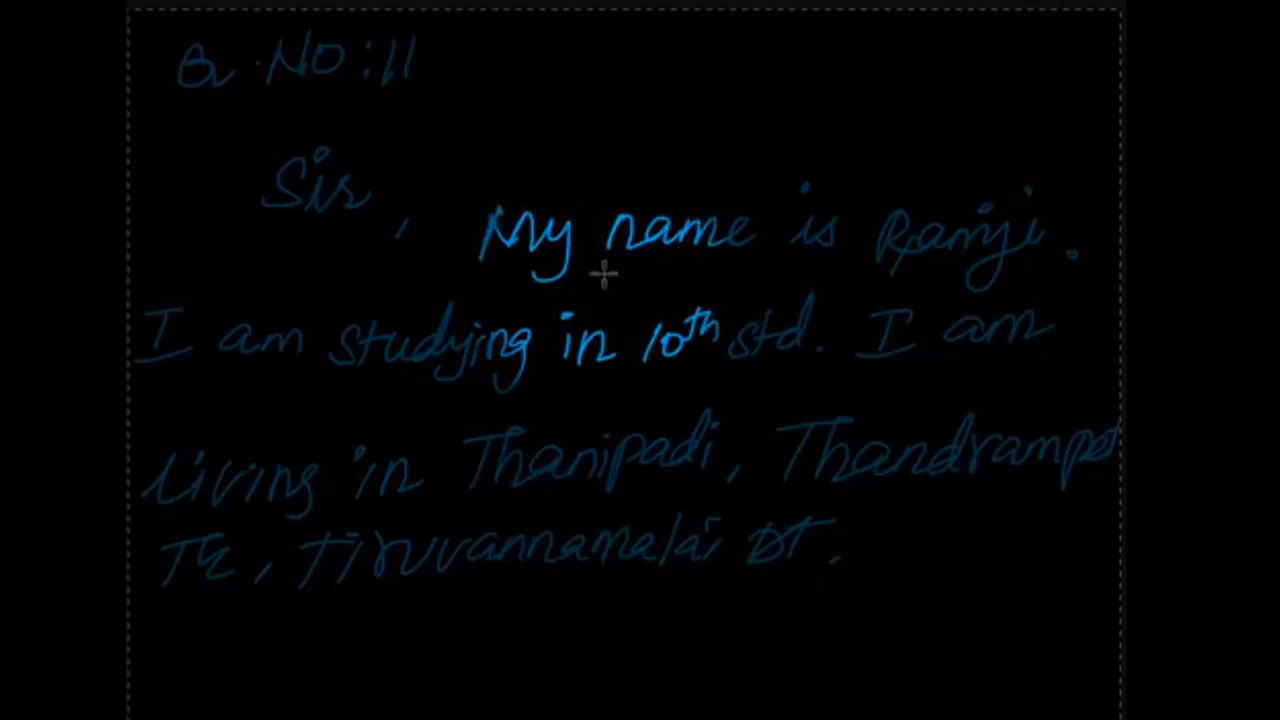 Q. NO : 11
Sir, My name is Ramji.
I am studying in 10th std. I am
living in Thanipadi, Thandrampet
TK, Tiruvannamalai DT.